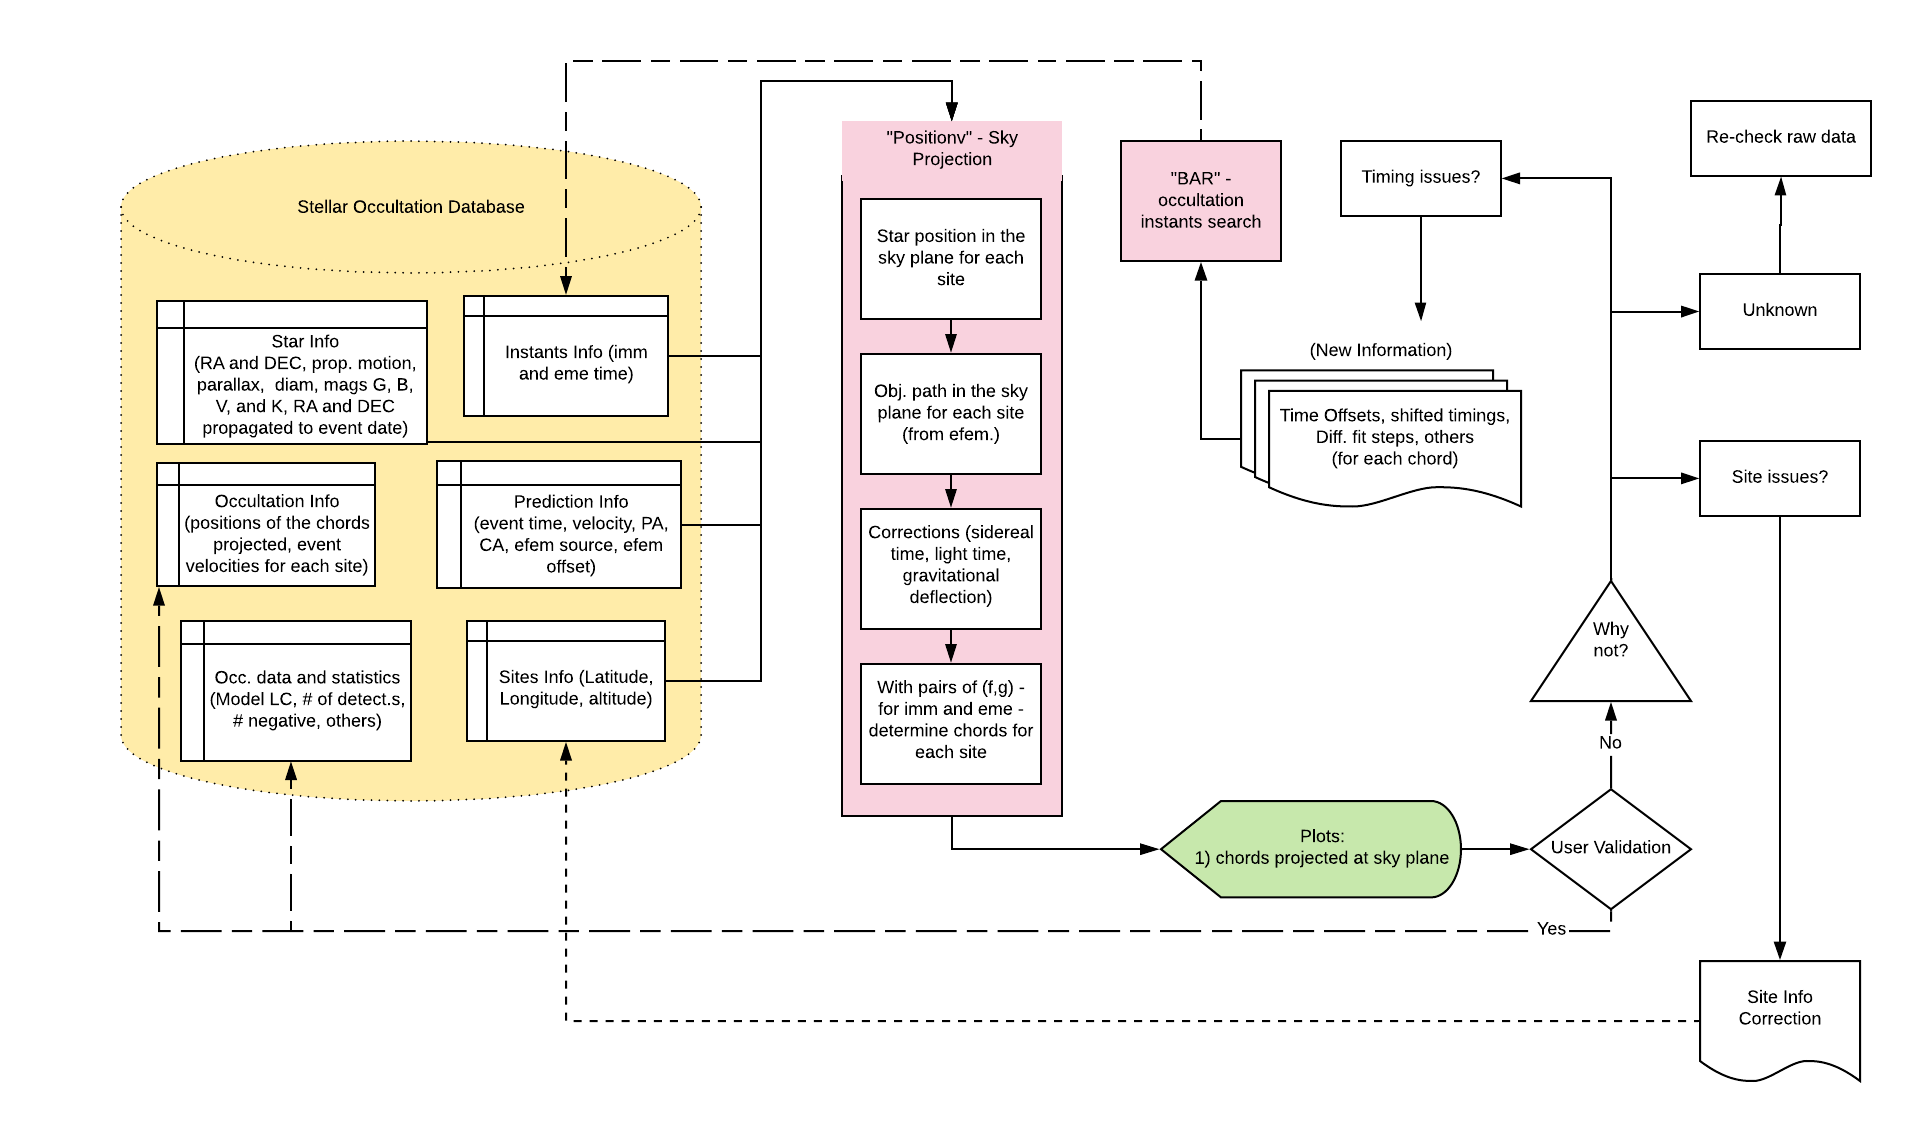 Stellar Occultation Database
Star Info
(RA and DEC, prop. motion,
parallax,  diam, mags G, B,
V, and K, RA and DEC
propagated to event date)
Instants Info (imm
and eme time)
Occultation Info
(positions of the chords
projected, event
velocities for each site)
Prediction Info
(event time, velocity, PA,
CA, efem source, efem
offset)
Occ. data and statistics
(Model LC, # of detect.s,
# negative, others)
Sites Info (Latitude,
Longitude, altitude)
"Positionv" - Sky
Projection
Star position in the
sky plane for each
site
Obj. path in the sky
plane for each site
(from efem.)
Corrections (sidereal
time, light time,
gravitational
deflection)
With pairs of (f,g) -
for imm and eme -
determine chords for
each site
"BAR" -
occultation
instants search
Timing issues?
(New Information)
Time Offsets, shifted timings,
Diff. fit steps, others
(for each chord)
Re-check raw data
Unknown
Site issues?
Why
not?
No
Plots:
1) chords projected at sky plane
User Validation
Yes
Site Info
Correction